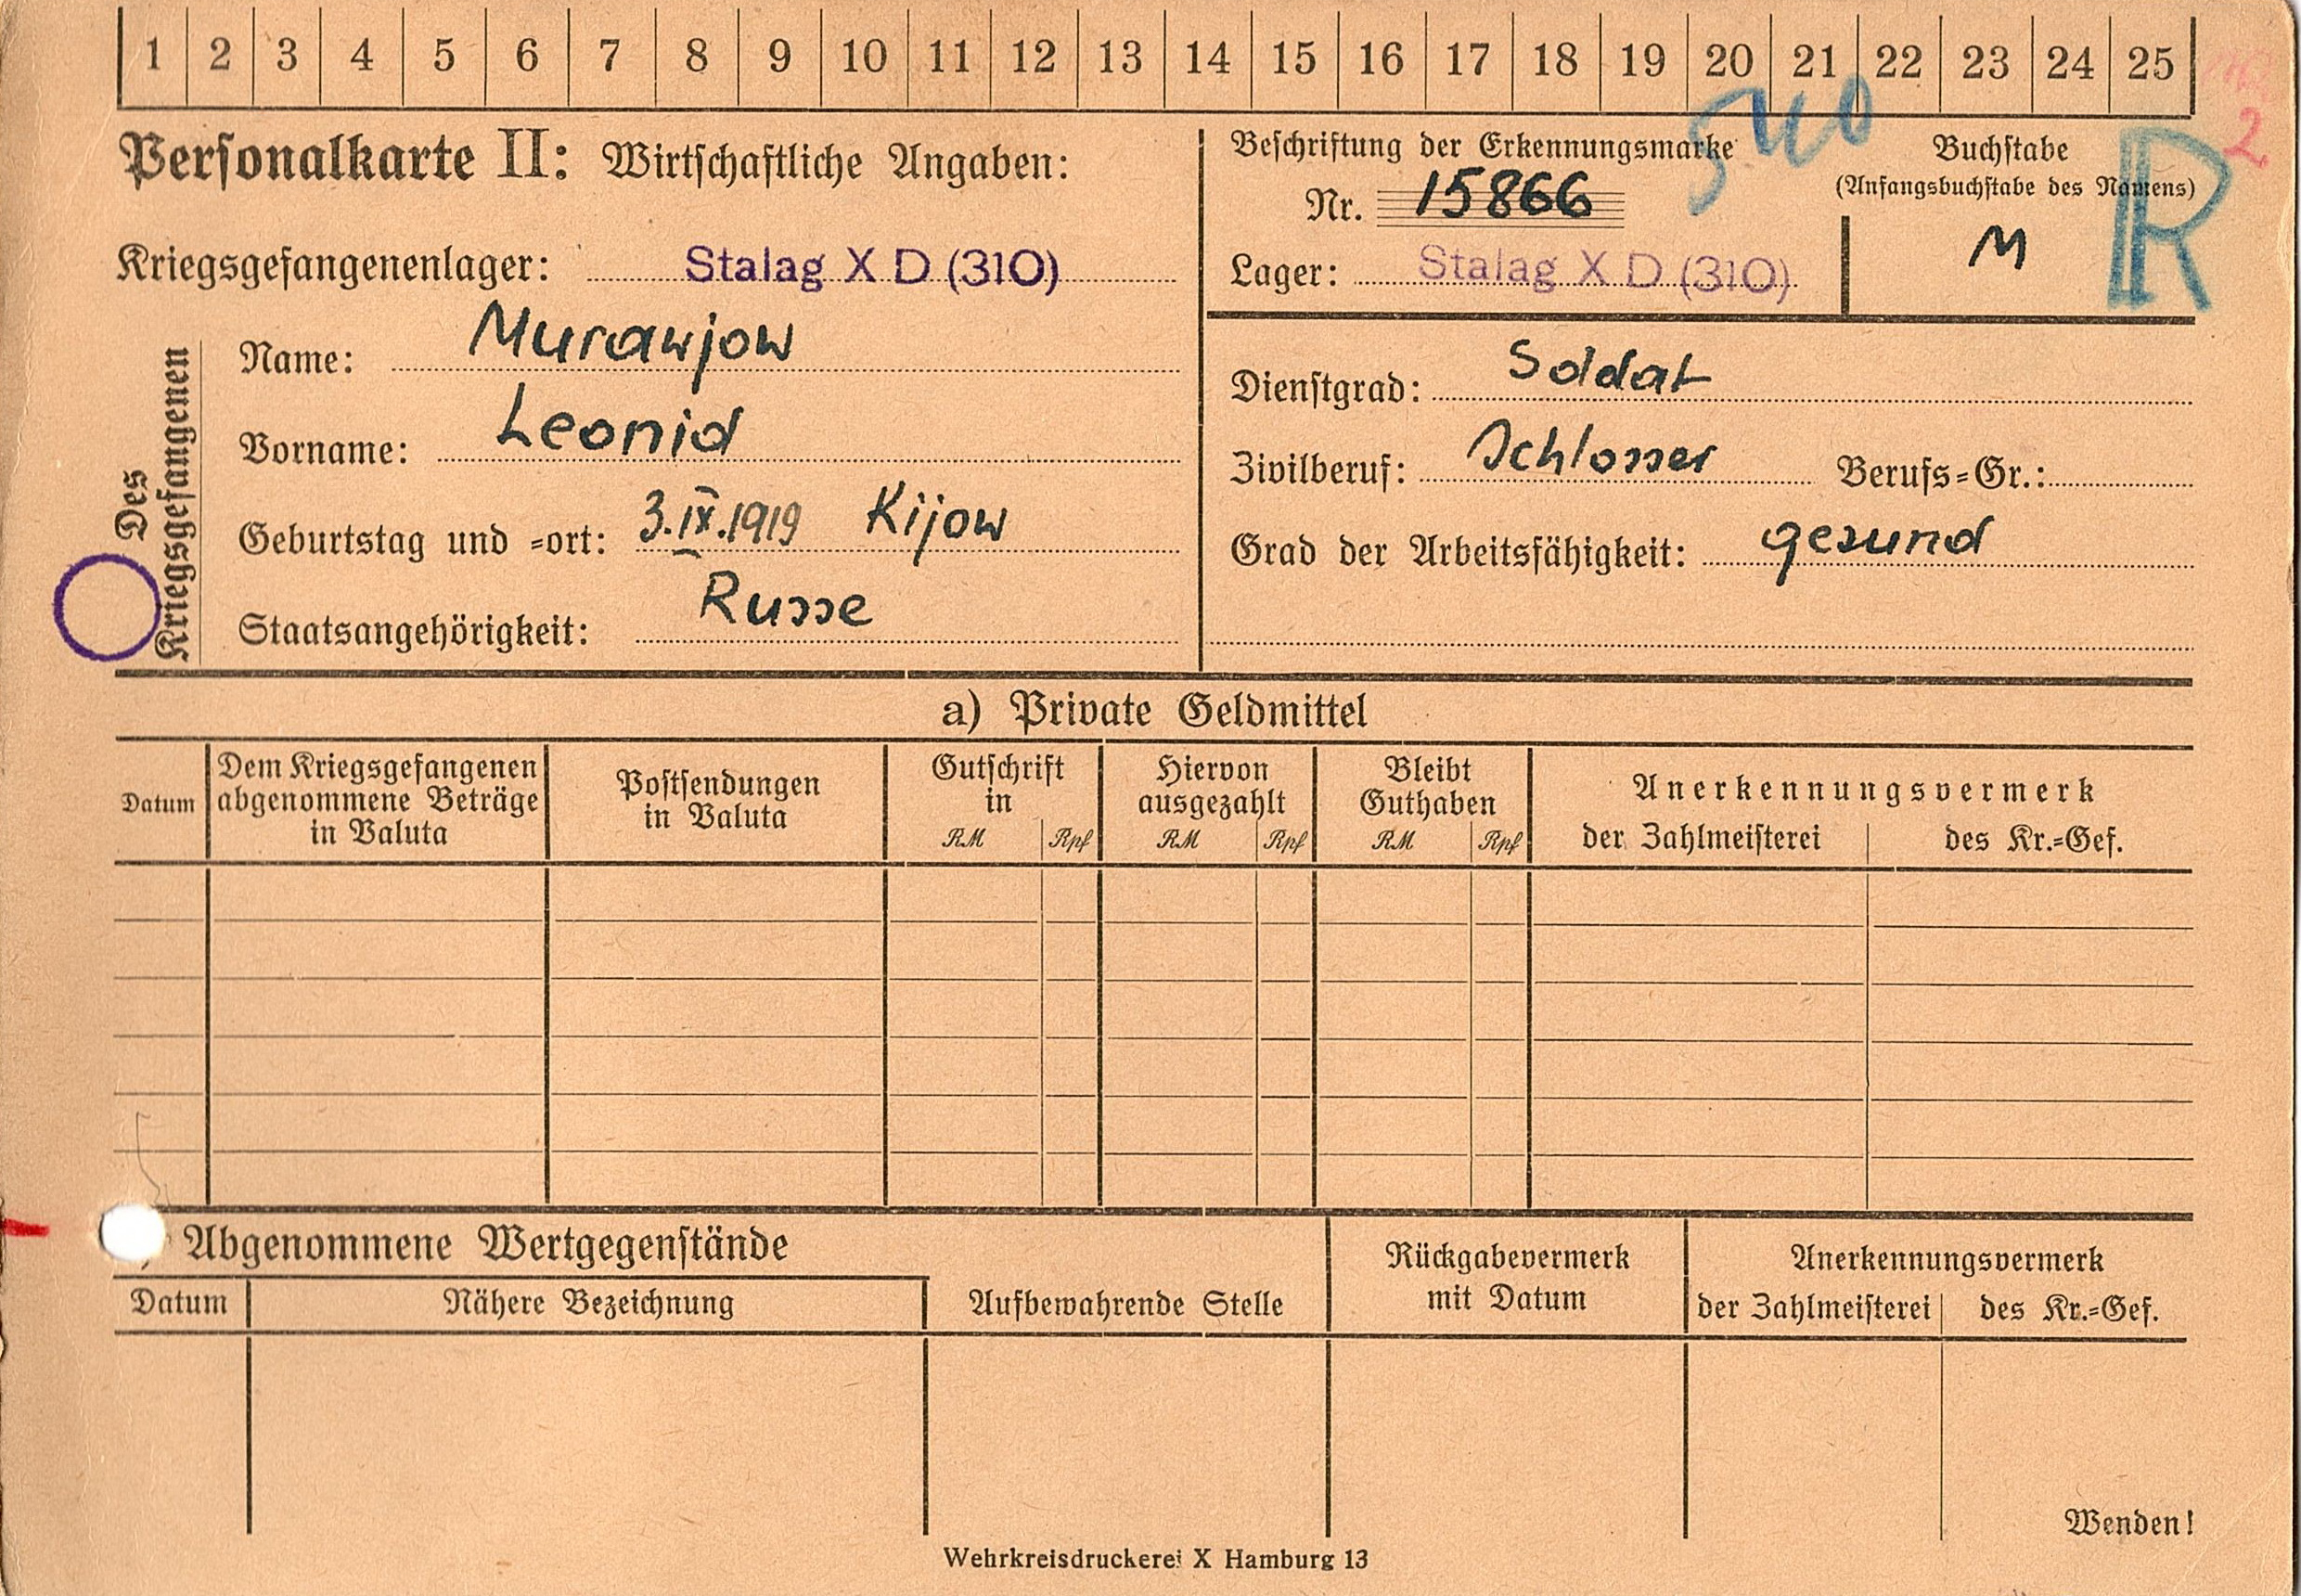 1 2 3 4 5 6 7 8 9 10 11 12 13 14 15 16 17 18 19 20 21 22 23 24 25
2
Personalkarte II: Wirtschaftliche Angaben:
Kriegsgefangenenlager: Stalag X D (310)
Beschriftung der Erkennungsmarke
Nr. 15866
Lager: Stalag X D (310)
540
Buchstabe
(Anfangsbuchstabe des Namens)
M
R
Des
Kriegsgefangenen
Name: Murawjow
Vorname: Leonid
Geburtstag und -ort: 3.IX.1919 Kijow
Staatsangehörigkeit: Russe
Dienstgrad: Soldat
Zivilberuf: Schlosser Berufs-Gr.:
Grad der Arbeitsfähigkeit: gesund
a) Private Geldmittel
Datum
Dem Kriegsgefangenen
abgenommene Beträge
in Valuta
Postsendungen
in Valuta
Gutschrift
in
RM Rpf
Hiervon
ausgezahlt
RM Rpf
Bleibt
Guthaben
RM Rpf
Anerkennungsvermerk
der Zahlmeisterei des Kr.-Gef.
Abgenommene Wertgegenstände
Datum Nähere Bezeichnung
Aufbewahrende Stelle
Rückgabevermerk
mit Datum
Anerkennungsvermerk
der Zahlmeisterei des Kr.-Gef.
Wenden!
Wehrkreisdruckerei X Hamburg 13